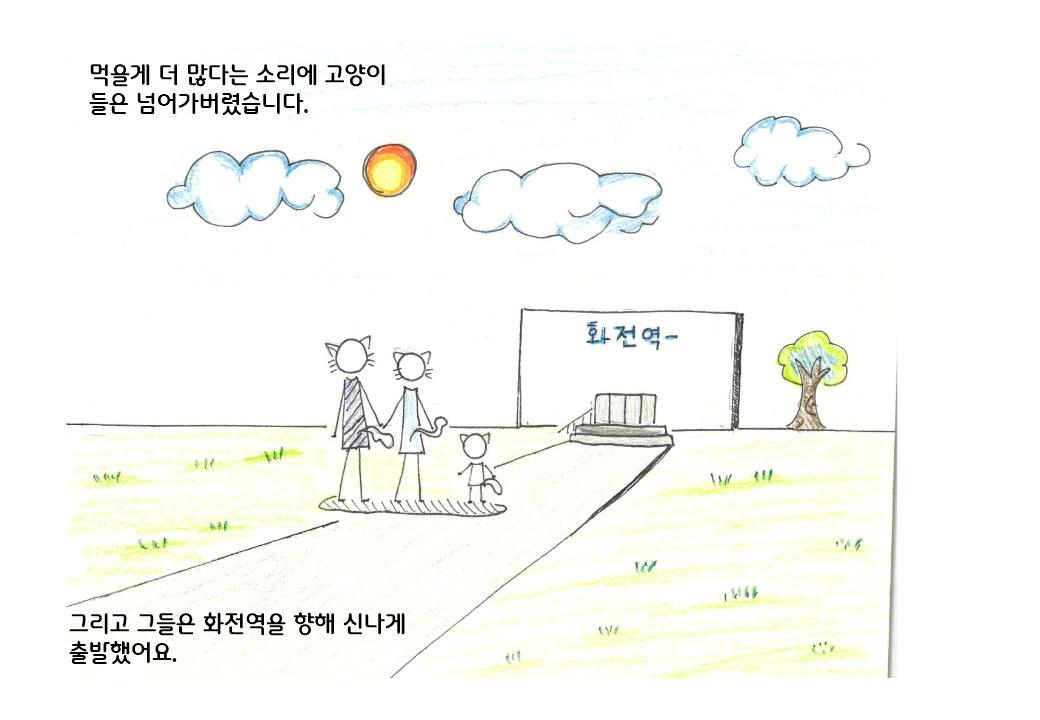 먹을게 더 많다는 소리에 고양이
들은 넘어가버렸습니다.
화전역-
그리고 그들은 화전역을 향해 신나게
출발했어요.